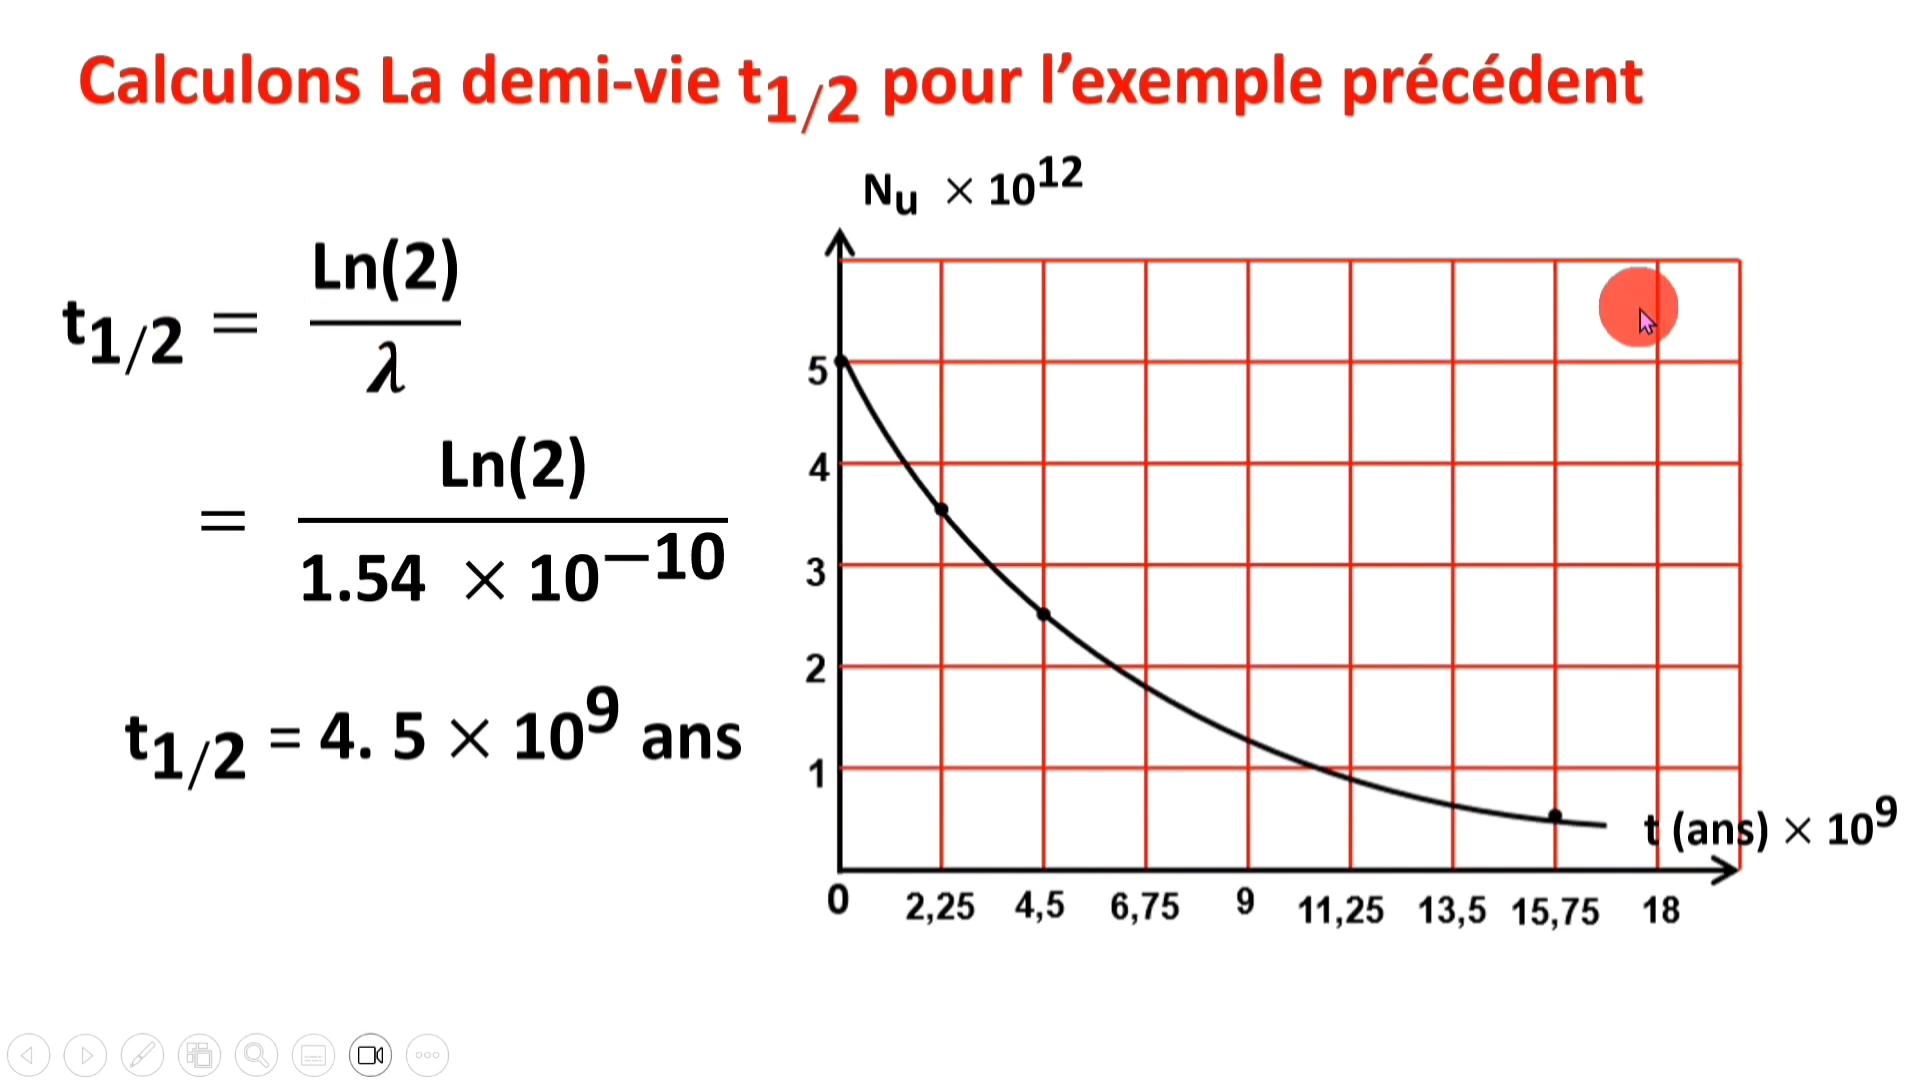 Calculons La demi-vie t1/2 pour l’exemple précédent
t1/2 = Ln(2)/λ
= Ln(2)/1.54 × 10−10
t1/2 = 4. 5 × 10^9 ans
Nu × 10^12
5
4
3
2
1
t (ans) × 10^9
0 2,25 4,5 6,75 9 11,25 13,5 15,75 18